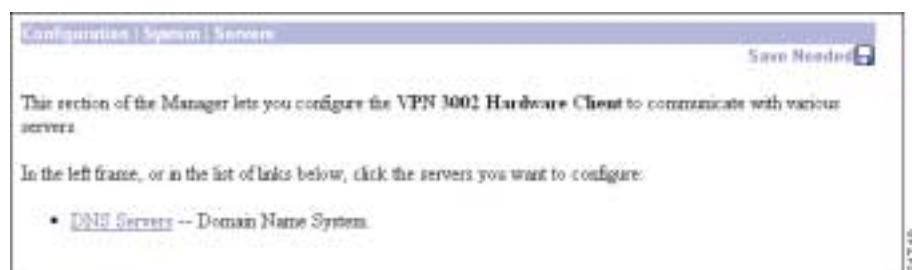 Configuration | System | Servers
Save Needed
This section of the Manager lets you configure the VPN 3002 Hardware Client to communicate with various
servers.
In the left frame, or in the list of links below, click the servers you want to configure:
• DNS Servers -- Domain Name System.